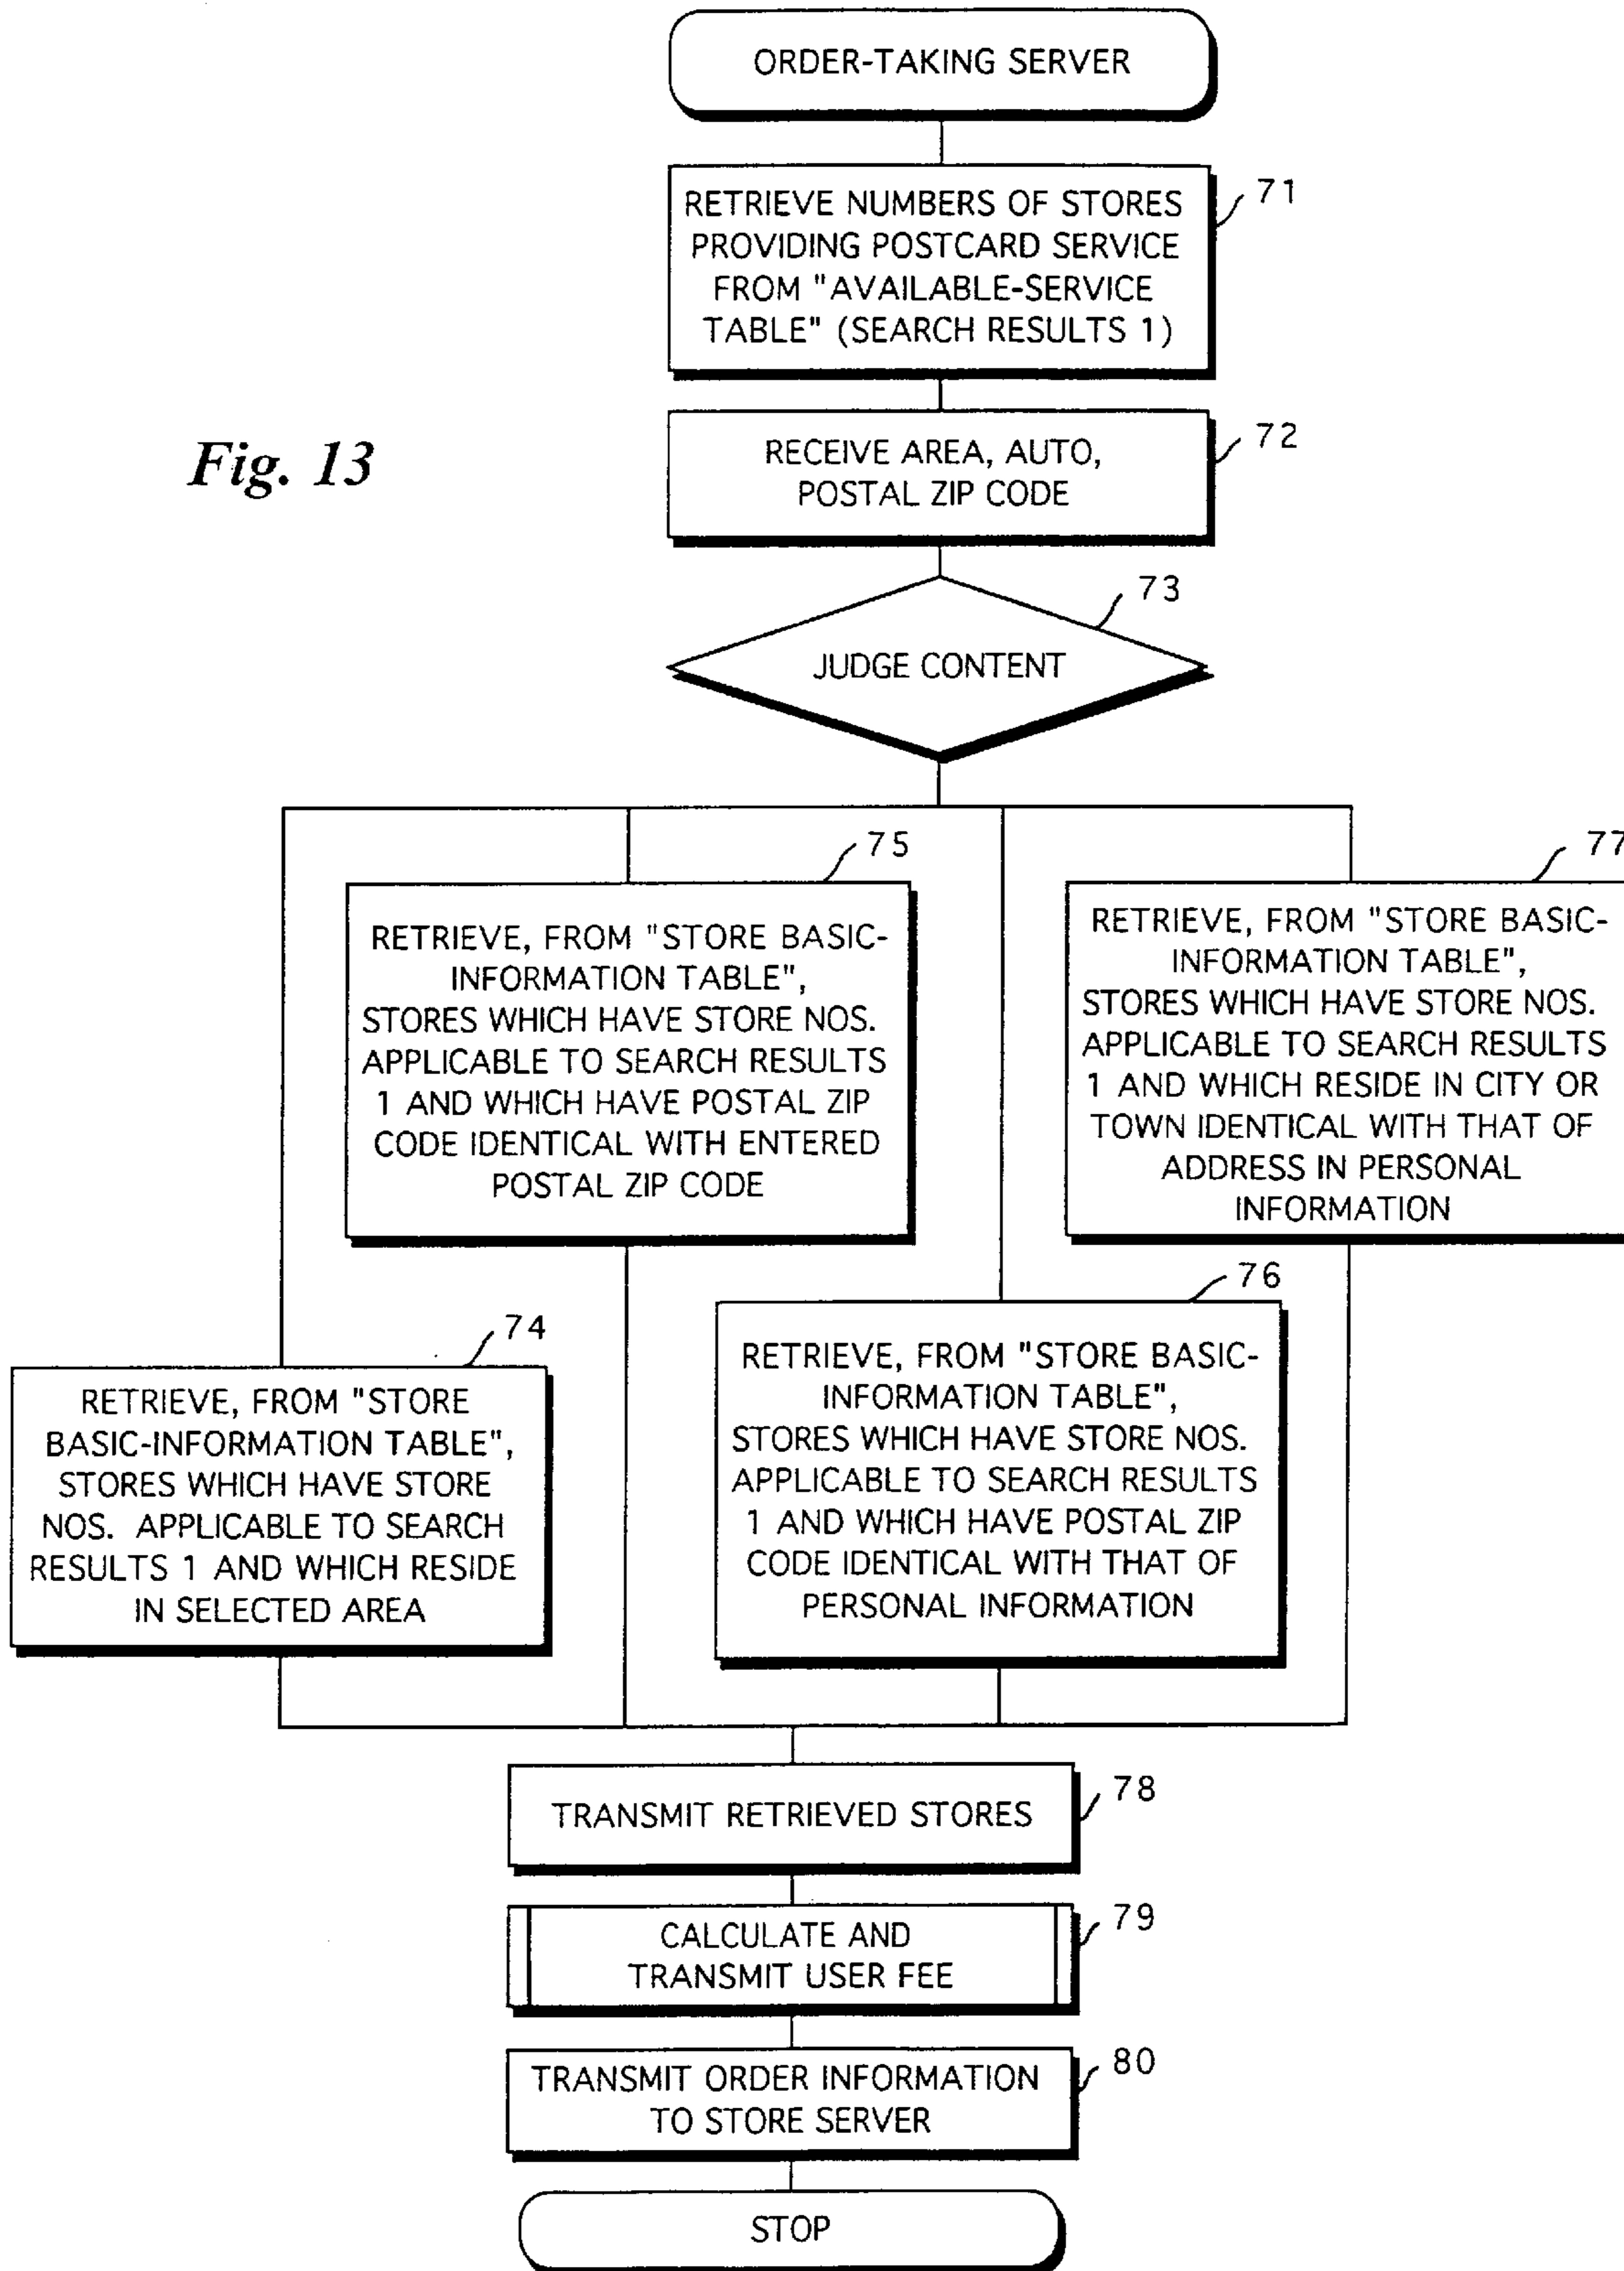 ORDER-TAKING SERVER
71
RETRIEVE NUMBERS OF STORES
PROVIDING POSTCARD SERVICE
FROM "AVAILABLE-SERVICE
TABLE" (SEARCH RESULTS 1)
Fig. 13
72
RECEIVE AREA, AUTO,
POSTAL ZIP CODE
73
JUDGE CONTENT
75
RETRIEVE, FROM "STORE BASIC-
INFORMATION TABLE",
STORES WHICH HAVE STORE NOS.
APPLICABLE TO SEARCH RESULTS
1 AND WHICH HAVE POSTAL ZIP
CODE IDENTICAL WITH ENTERED
POSTAL ZIP CODE
77
RETRIEVE, FROM "STORE BASIC-
INFORMATION TABLE",
STORES WHICH HAVE STORE NOS.
APPLICABLE TO SEARCH RESULTS
1 AND WHICH RESIDE IN CITY OR
TOWN IDENTICAL WITH THAT OF
ADDRESS IN PERSONAL
INFORMATION
74
RETRIEVE, FROM "STORE
BASIC-INFORMATION TABLE",
STORES WHICH HAVE STORE
NOS. APPLICABLE TO SEARCH
RESULTS 1 AND WHICH RESIDE
IN SELECTED AREA
76
RETRIEVE, FROM "STORE BASIC-
INFORMATION TABLE",
STORES WHICH HAVE STORE NOS.
APPLICABLE TO SEARCH RESULTS
1 AND WHICH HAVE POSTAL ZIP
CODE IDENTICAL WITH THAT OF
PERSONAL INFORMATION
78
TRANSMIT RETRIEVED STORES
79
CALCULATE AND
TRANSMIT USER FEE
80
TRANSMIT ORDER INFORMATION
TO STORE SERVER
STOP